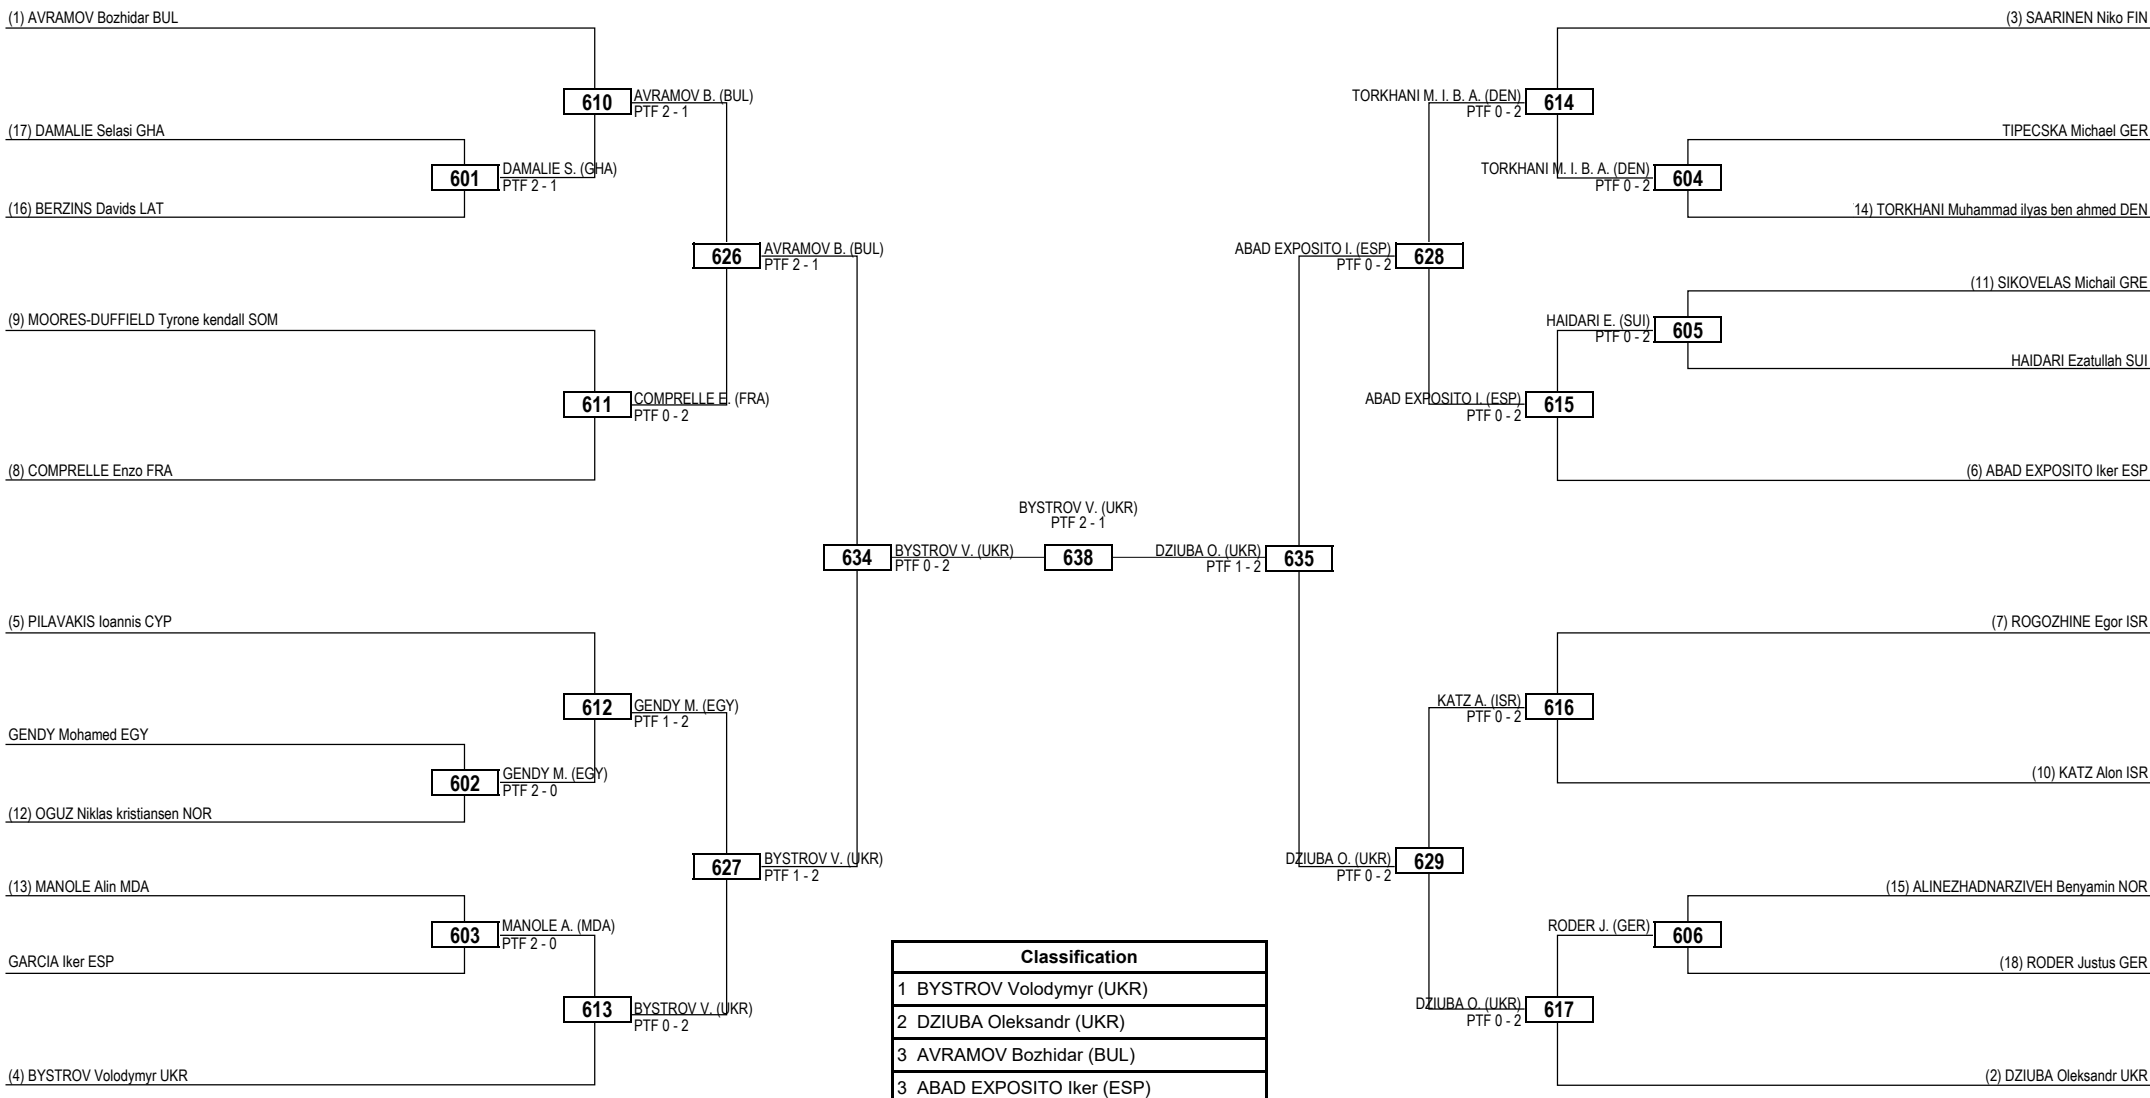 (1) AVRAMOV Bozhidar BUL
610
AVRAMOV B. (BUL)
PTF 2 - 1
(17) DAMALIE Selasi GHA
601
DAMALIE S. (GHA)
PTF 2 - 1
(16) BERZINS Davids LAT
626
AVRAMOV B. (BUL)
PTF 2 - 1
(9) MOORES-DUFFIELD Tyrone kendall SOM
611
COMPRELLE E. (FRA)
PTF 0 - 2
(8) COMPRELLE Enzo FRA
634
BYSTROV V. (UKR)
PTF 0 - 2
(5) PILAVAKIS Ioannis CYP
612
GENDY M. (EGY)
PTF 1 - 2
GENDY Mohamed EGY
602
GENDY M. (EGY)
PTF 2 - 0
(12) OGUZ Niklas kristiansen NOR
627
BYSTROV V. (UKR)
PTF 1 - 2
(13) MANOLE Alin MDA
603
MANOLE A. (MDA)
PTF 2 - 0
GARCIA Iker ESP
613
BYSTROV V. (UKR)
PTF 0 - 2
(4) BYSTROV Volodymyr UKR
BYSTROV V. (UKR)
PTF 2 - 1
638
(3) SAARINEN Niko FIN
TORKHANI M. I. B. A. (DEN)
PTF 0 - 2
614
TIPECSKA Michael GER
TORKHANI M. I. B. A. (DEN)
PTF 0 - 2
604
14) TORKHANI Muhammad ilyas ben ahmed DEN
ABAD EXPOSITO I. (ESP)
PTF 0 - 2
628
(11) SIKOVELAS Michail GRE
HAIDARI E. (SUI)
PTF 0 - 2
605
HAIDARI Ezatullah SUI
ABAD EXPOSITO I. (ESP)
PTF 0 - 2
615
(6) ABAD EXPOSITO Iker ESP
DZIUBA O. (UKR)
PTF 1 - 2
635
(7) ROGOZHINE Egor ISR
KATZ A. (ISR)
PTF 0 - 2
616
(10) KATZ Alon ISR
DZIUBA O. (UKR)
PTF 0 - 2
629
(15) ALINEZHADNARZIVEH Benyamin NOR
RODER J. (GER)
606
(18) RODER Justus GER
DZIUBA O. (UKR)
PTF 0 - 2
617
(2) DZIUBA Oleksandr UKR
Classification
1 BYSTROV Volodymyr (UKR)
2 DZIUBA Oleksandr (UKR)
3 AVRAMOV Bozhidar (BUL)
3 ABAD EXPOSITO Iker (ESP)